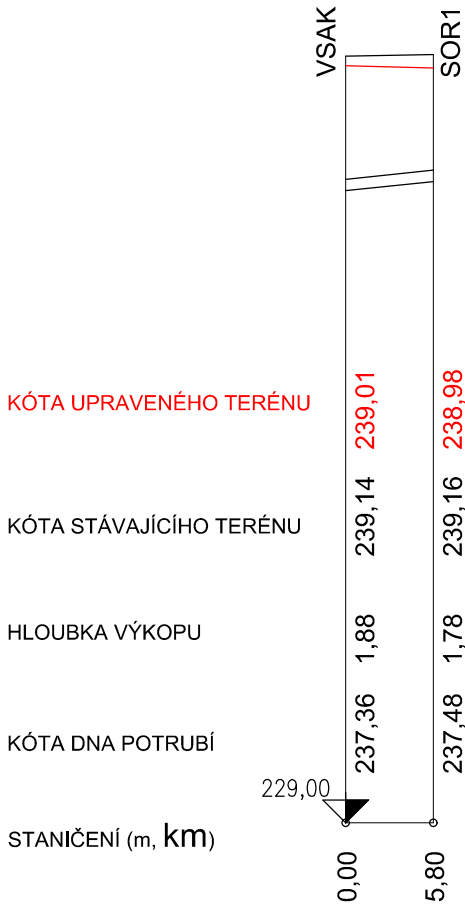 VSAK SOR1
KÓTA UPRAVENÉHO TERÉNU 239,01 238,98
KÓTA STÁVAJÍCÍHO TERÉNU 239,14 239,16
HLOUBKA VÝKOPU 1,88 1,78
KÓTA DNA POTRUBÍ 237,36 237,48
229,00
STANIČENÍ (m, km) 0,00 5,80